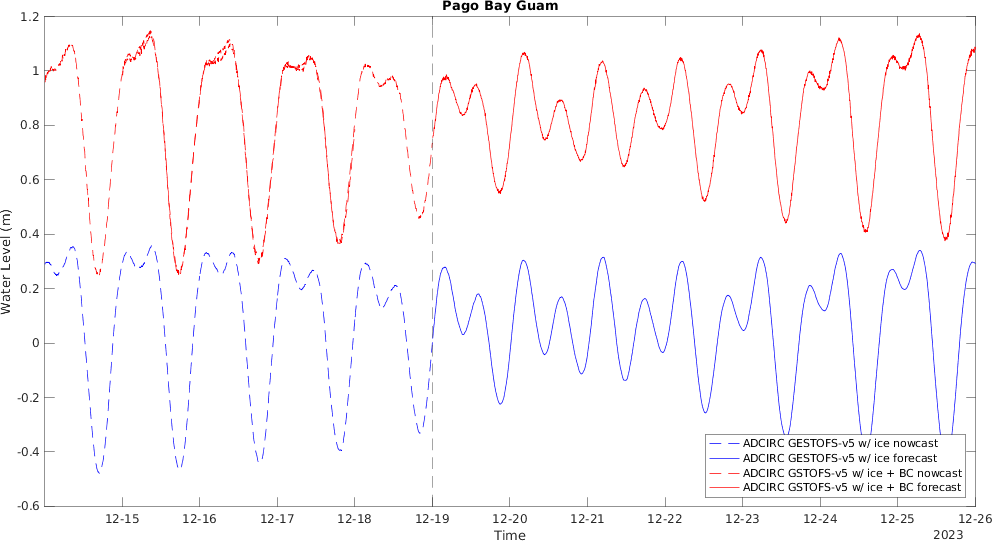 Pago Bay Guam
1.2
1
0.8
0.6
0.4
0.2
0
-0.2
-0.4
-0.6
Water Level (m)
ADCIRC GESTOFS-v5 w/ ice nowcast
ADCIRC GESTOFS-v5 w/ ice forecast
ADCIRC GSTOFS-v5 w/ ice + BC nowcast
ADCIRC GSTOFS-v5 w/ ice + BC forecast
12-15 12-16 12-17 12-18 12-19 12-20 12-21 12-22 12-23 12-24 12-25 12-26
Time
2023